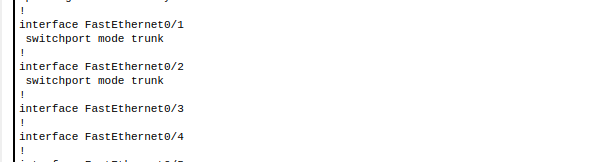 !
interface FastEthernet0/1
 switchport mode trunk
!
interface FastEthernet0/2
 switchport mode trunk
!
interface FastEthernet0/3
!
interface FastEthernet0/4
!